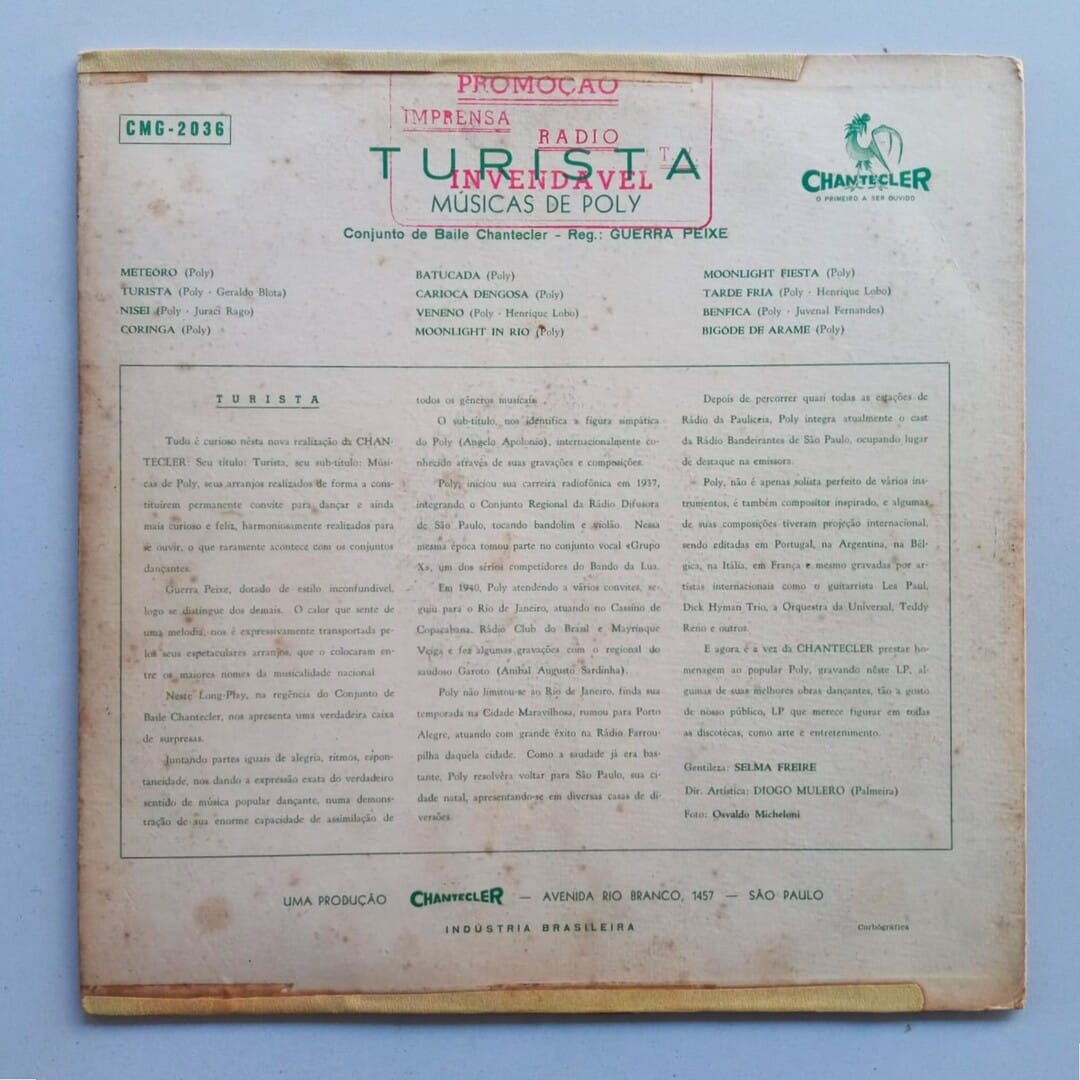 PROMOÇAO
IMPRENSA
RADIO
T
INVENDAVEL
CMG-2036
TURISTA
MÚSICAS DE POLY
Conjunto de Baile Chantecler - Reg.: GUERRA PEIXE
CHANTECLER
O PRIMEIRO A SER OUVIDO
METEÓRO (Poly)
TURISTA (Poly - Geraldo Blota)
NISEI (Poly - Juraci Rago)
CORINGA (Poly)
BATUCADA (Poly)
CARIOCA DENGOSA (Poly)
VENENO (Poly - Henrique Lobo)
MOONLIGHT IN RIO (Poly)
MOONLIGHT FIESTA (Poly)
TARDE FRIA (Poly - Henrique Lobo)
BENFICA (Poly - Juvenal Fernandes)
BIGODE DE ARAME (Poly)
TURISTA
Tudo é curioso nésta nova realização da CHAN-
TECLER: Seu título: Turista, seu sub-título: Músi-
cas de Poly, seus arranjos realizados de forma a cons-
tituirem permanente convite para dançar e ainda
mais curioso e feliz, harmoniosamente realizados para
se ouvir, o que raramente acontece com os conjuntos
dançantes.
Guerra Peixe, dotado de estilo inconfundivel,
logo se distingue dos demais. O calor que sente de
uma melodia, nos é expressivamente transportada pe-
los seus espetaculares arranjos, que o colocaram en-
tre os maiores nomes da musicalidade nacional.
Neste Long-Play, na regência do Conjunto de
Baile Chantecler, nos apresenta uma verdadeira caixa
de surpresas.
Juntando partes iguais de alegria, ritmos, espon-
taneidade, nos dando a expressão exata do verdadeiro
sentido de música popular dançante, numa demons-
tração de sua enorme capacidade de assimilação de
todos os gêneros musicais.
O sub-título, nos identifica a figura simpática
do Poly (Angelo Apolonio), internacionalmente co-
nhecido através de suas gravações e composições.
Poly, iniciou sua carreira radiofônica em 1937,
integrando o Conjunto Regional da Rádio Difusora
de São Paulo, tocando bandolim e violão. Nessa
mesma época tomou parte no conjunto vocal «Grupo
X», um dos sérios competidores do Bando da Lua.
Em 1940, Poly atendendo a vários convites, se-
guiu para o Rio de Janeiro, atuando no Cassino de
Copacabana, Rádio Club do Brasil e Mayrinque
Veiga e fez algumas gravações com o regional do
saudoso Garoto (Anibal Augusto Sardinha).
Poly não limitou-se ao Rio de Janeiro, finda sua
temporada na Cidade Maravilhosa, rumou para Porto
Alegre, atuando com grande êxito na Rádio Farrou-
pilha daquela cidade. Como a saudade já era bas-
tante, Poly resolvêra voltar para São Paulo, sua ci-
dade natal, apresentando-se em diversas casas de di-
versões.
Depois de percorrer quasi todas as estações de
Rádio da Pauliceia, Poly integra atualmente o cast
da Rádio Bandeirantes de São Paulo, ocupando lugar
de destaque na emissora.
Poly, não é apenas solista perfeito de vários ins-
trumentos, é também compositor inspirado, e algumas
de suas composições tiveram projeção internacional,
sendo editadas em Portugal, na Argentina, na Bél-
gica, na Itália, em França e mesmo gravadas por ar-
tistas internacionais como o guitarrista Les Paul,
Dick Hyman Trio, a Orquestra da Universal, Teddy
Reno e outros.
E agora é a vez da CHANTECLER prestar ho-
menagem ao popular Poly, gravando nêste LP, al-
gumas de suas melhores obras dançantes, tão a gosto
de nosso público, LP que merece figurar em todas
as discotécas, como arte e entretenimento.
Gentileza: SELMA FREIRE
Dir. Artística: DIOGO MULERO (Palmeira)
Foto: Osvaldo Micheloni
UMA PRODUÇÃO CHANTECLER — AVENIDA RIO BRANCO, 1457 — SÃO PAULO
INDÚSTRIA BRASILEIRA
Corbôgráfica